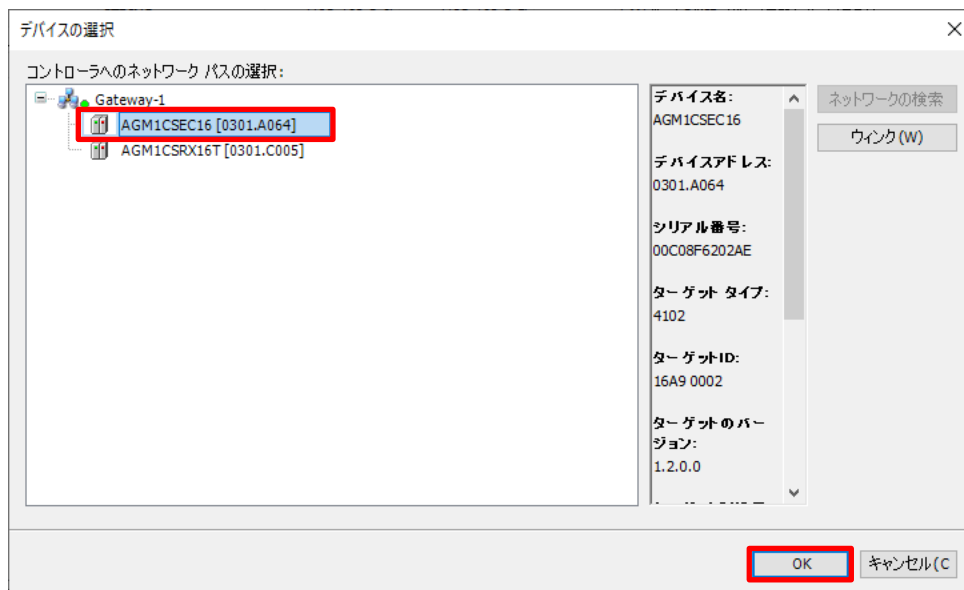 デバイスの選択
コントローラへのネットワーク パスの選択:
Gateway-1
AGM1CSEC16 [0301.A064]
AGM1CSRX16T [0301.C005]
デバイス名:
AGM1CSEC16
デバイスアドレス:
0301.A064
シリアル番号:
00C08F6202AE
ターゲット タイプ:
4102
ターゲットID:
16A9 0002
ターゲットのバー
ジョン:
1.2.0.0
ネットワークの検索
ウィンク(W)
OK
キャンセル(C